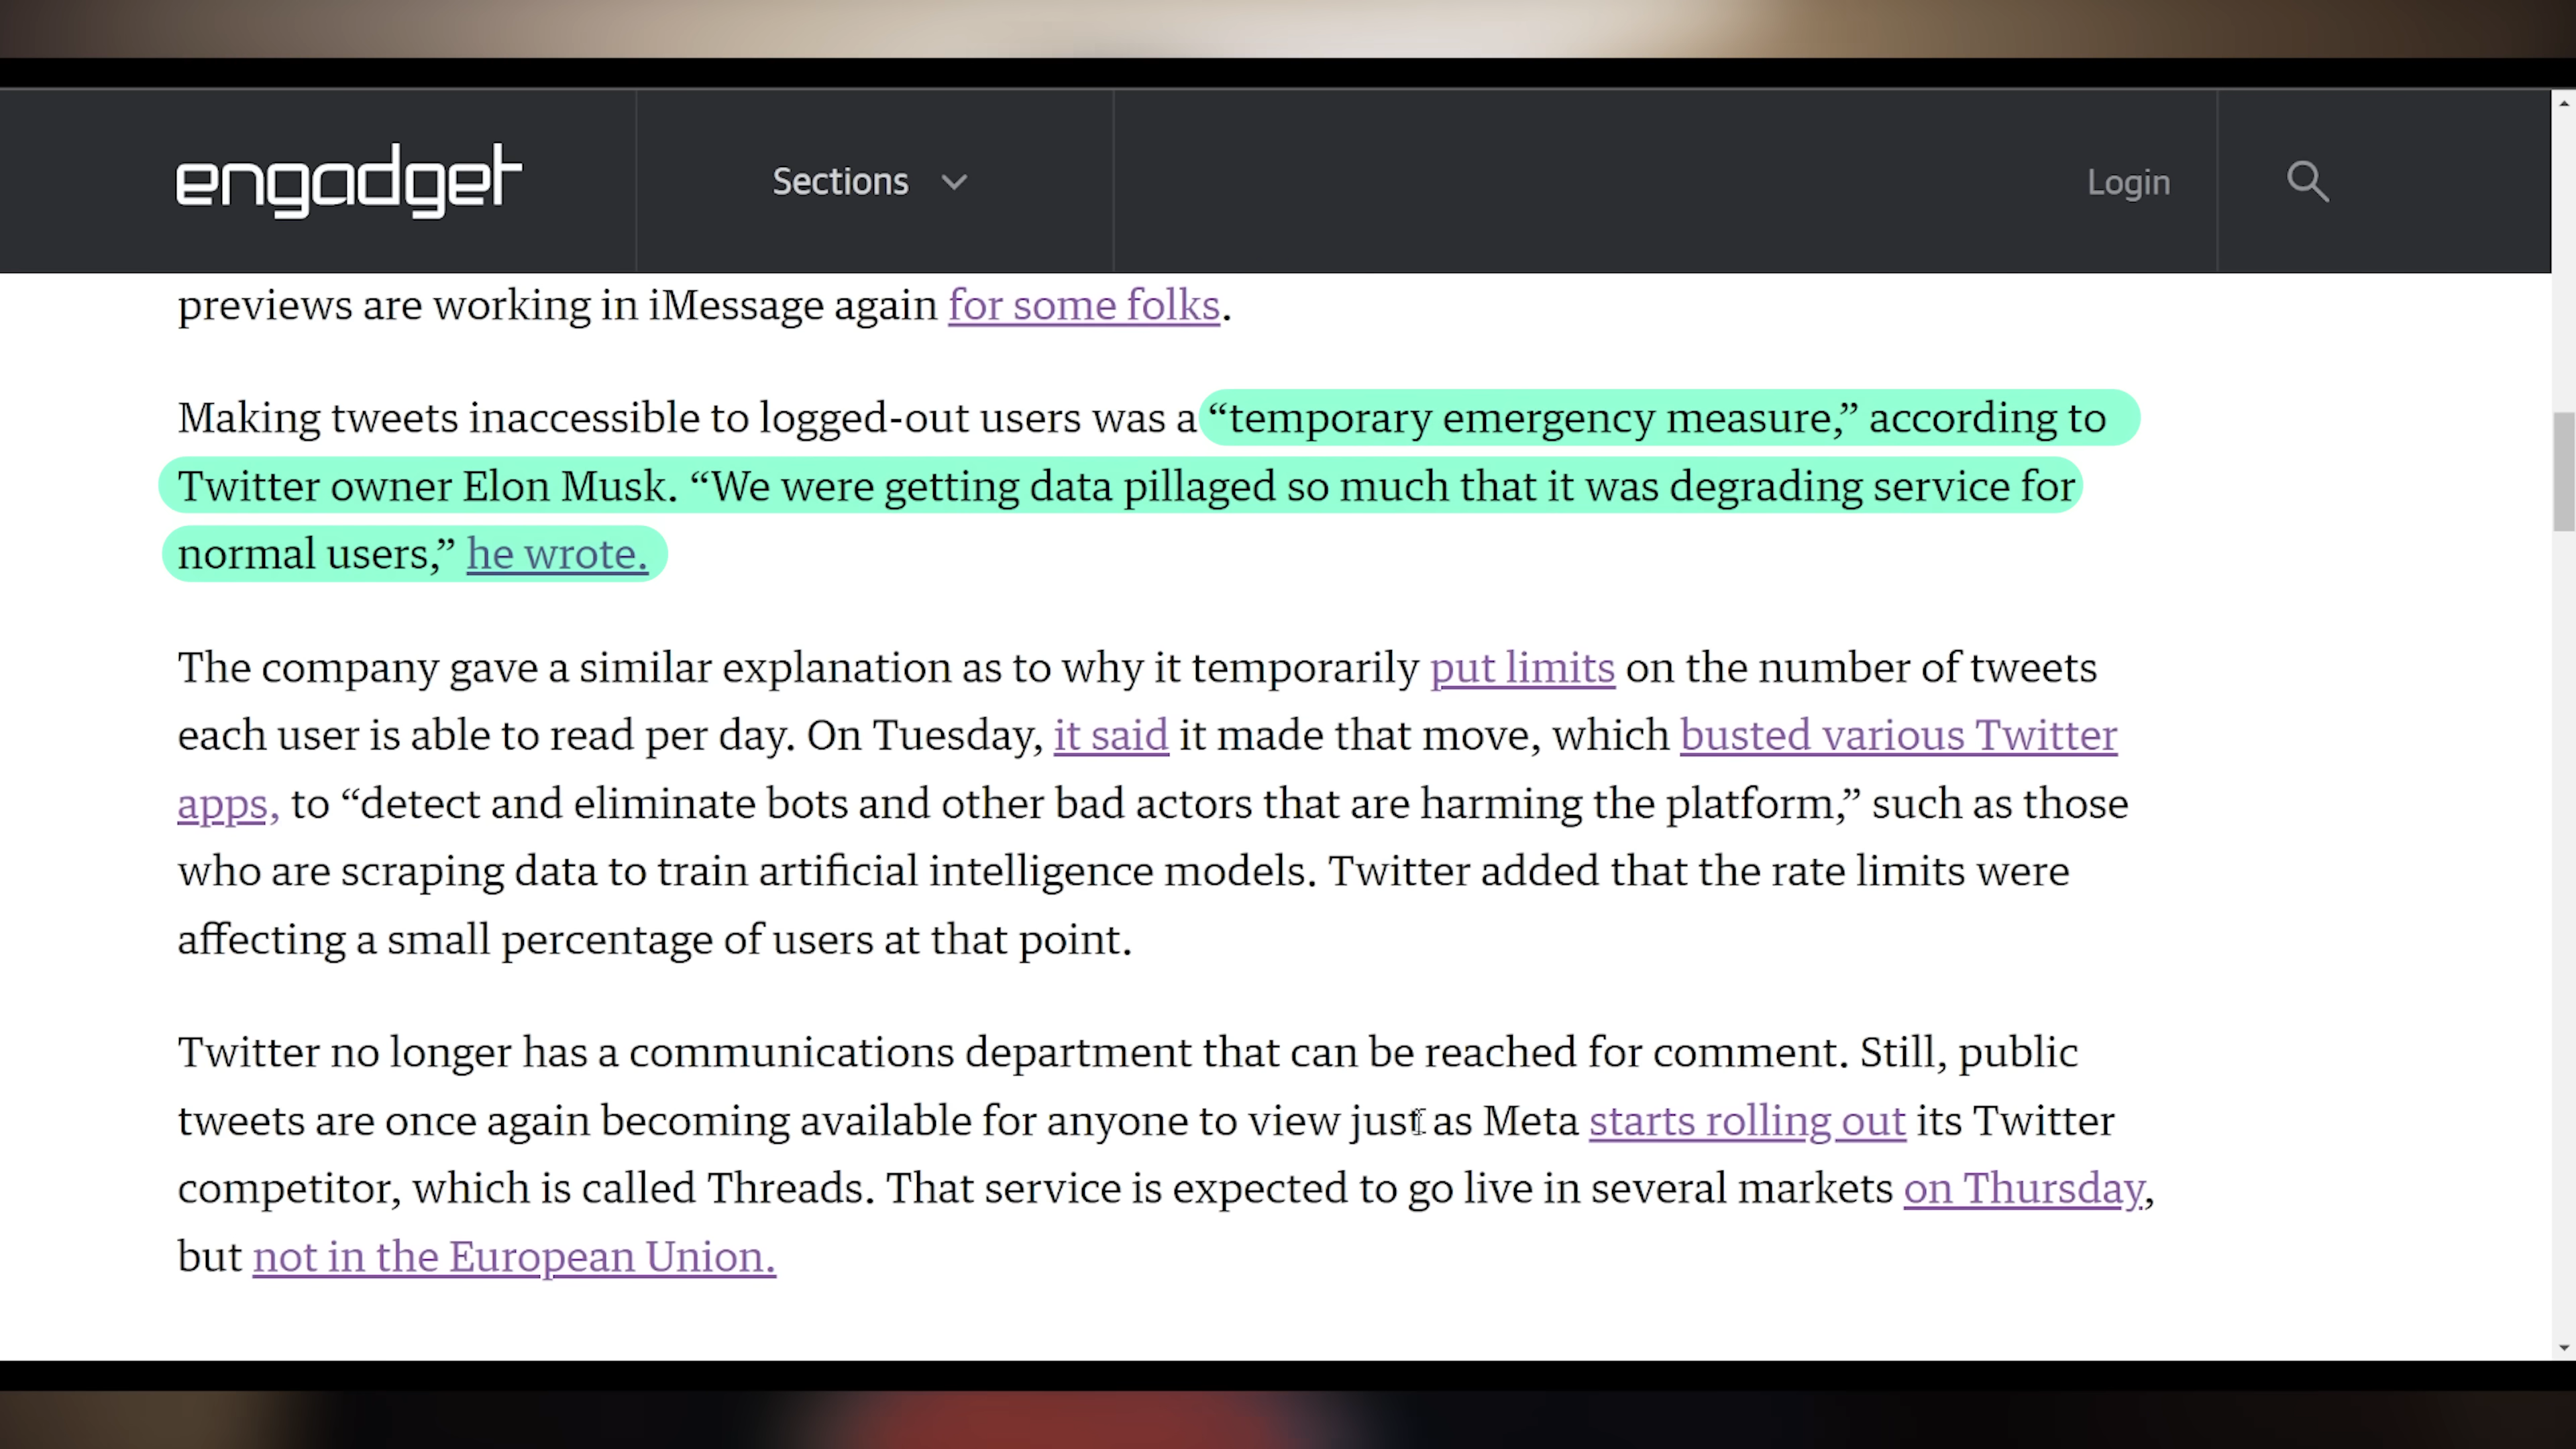 engadget
Sections
Login
previews are working in iMessage again for some folks.
Making tweets inaccessible to logged-out users was a “temporary emergency measure,” according to
Twitter owner Elon Musk. “We were getting data pillaged so much that it was degrading service for
normal users,” he wrote.
The company gave a similar explanation as to why it temporarily put limits on the number of tweets
each user is able to read per day. On Tuesday, it said it made that move, which busted various Twitter
apps, to “detect and eliminate bots and other bad actors that are harming the platform,” such as those
who are scraping data to train artificial intelligence models. Twitter added that the rate limits were
affecting a small percentage of users at that point.
Twitter no longer has a communications department that can be reached for comment. Still, public
tweets are once again becoming available for anyone to view just as Meta starts rolling out its Twitter
competitor, which is called Threads. That service is expected to go live in several markets on Thursday,
but not in the European Union.